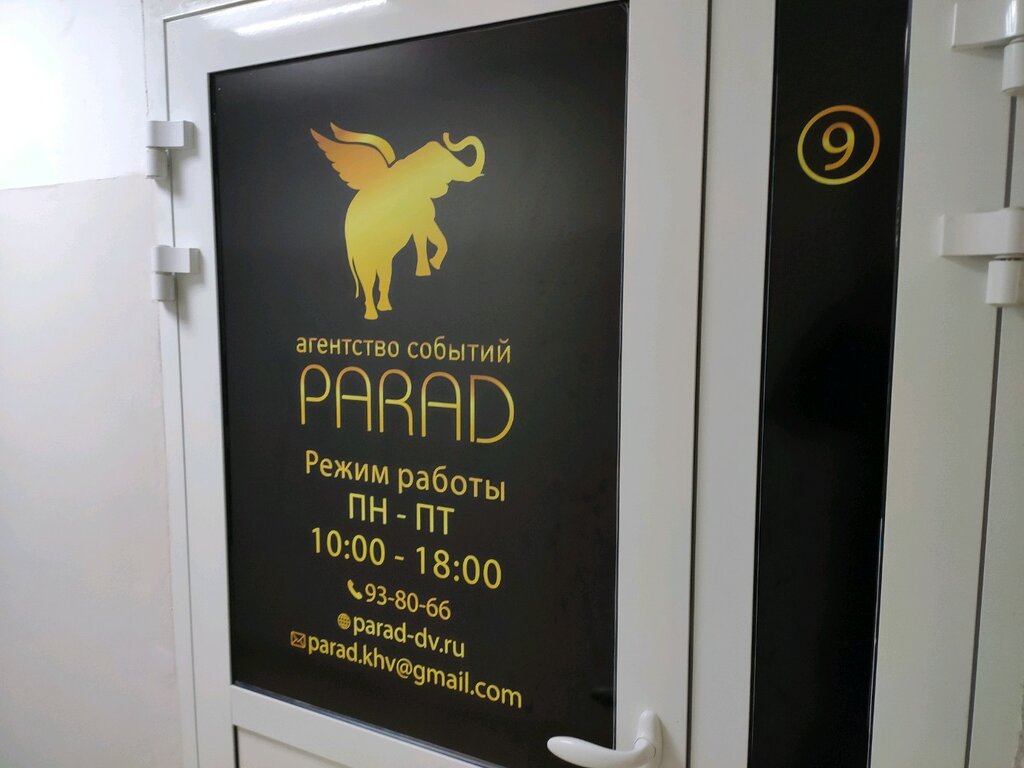 агентство событий
PARAD
Режим работы
ПН - ПТ
10:00 - 18:00
93-80-66
parad-dv.ru
parad.khv@gmail.com
9